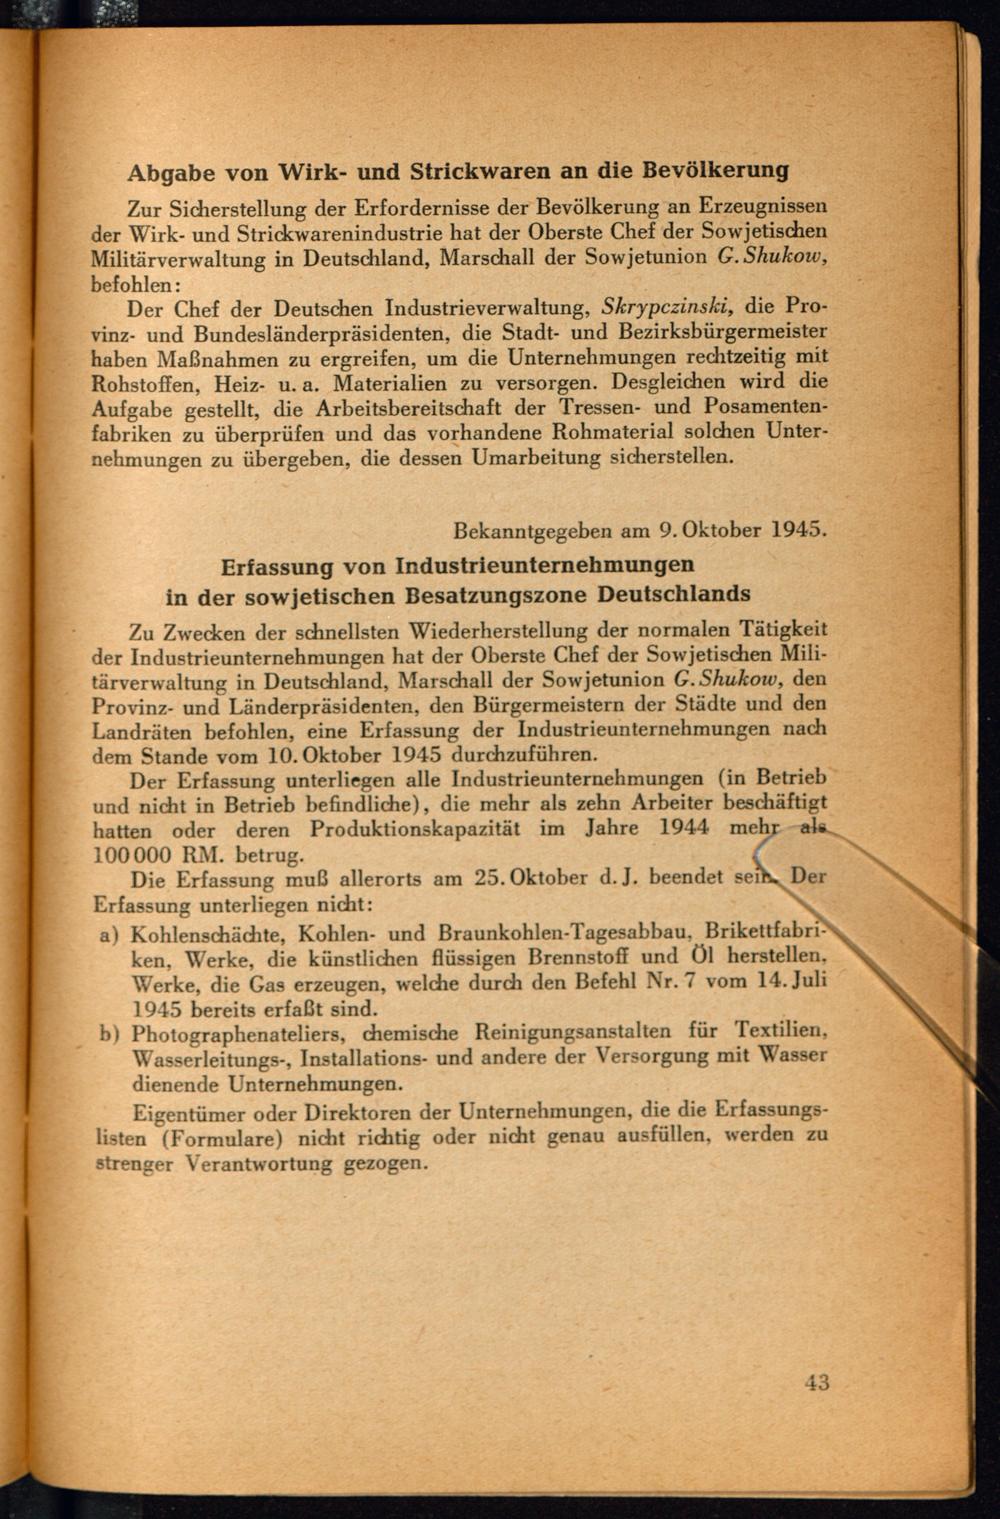 Abgabe von Wirk- und Strickwaren an die Bevölkerung
Zur Sicherstellung der Erfordernisse der Bevölkerung an Erzeugnissen
der Wirk- und Strickwarenindustrie hat der Oberste Chef der Sowjetischen
Militärverwaltung in Deutschland, Marschall der Sowjetunion G. Shukow,
befohlen:
Der Chef der Deutschen Industrieverwaltung, Skrypczinski, die Pro-
vinz- und Bundesländerpräsidenten, die Stadt- und Bezirksbürgermeister
haben Maßnahmen zu ergreifen, um die Unternehmungen rechtzeitig mit
Rohstoffen, Heiz- u. a. Materialien zu versorgen. Desgleichen wird die
Aufgabe gestellt, die Arbeitsbereitschaft der Tressen- und Posamenten-
fabriken zu überprüfen und das vorhandene Rohmaterial solchen Unter-
nehmungen zu übergeben, die dessen Umarbeitung sicherstellen.
Bekanntgegeben am 9. Oktober 1945.
Erfassung von Industrieunternehmungen
in der sowjetischen Besatzungszone Deutschlands
Zu Zwecken der schnellsten Wiederherstellung der normalen Tätigkeit
der Industrieunternehmungen hat der Oberste Chef der Sowjetischen Mili-
tärverwaltung in Deutschland, Marschall der Sowjetunion G. Shukow, den
Provinz- und Länderpräsidenten, den Bürgermeistern der Städte und den
Landräten befohlen, eine Erfassung der Industrieunternehmungen nach
dem Stande vom 10. Oktober 1945 durchzuführen.
Der Erfassung unterliegen alle Industrieunternehmungen (in Betrieb
und nicht in Betrieb befindliche), die mehr als zehn Arbeiter beschäftigt
hatten oder deren Produktionskapazität im Jahre 1944 mehr als
100 000 RM. betrug.
Die Erfassung muß allerorts am 25. Oktober d. J. beendet sein. Der
Erfassung unterliegen nicht:
a) Kohlenschächte, Kohlen- und Braunkohlen-Tagesabbau, Brikettfabri-
ken, Werke, die künstlichen flüssigen Brennstoff und Öl herstellen,
Werke, die Gas erzeugen, welche durch den Befehl Nr. 7 vom 14. Juli
1945 bereits erfaßt sind.
b) Photographenateliers, chemische Reinigungsanstalten für Textilien,
Wasserleitungs-, Installations- und andere der Versorgung mit Wasser
dienende Unternehmungen.
Eigentümer oder Direktoren der Unternehmungen, die die Erfassungs-
listen (Formulare) nicht richtig oder nicht genau ausfüllen, werden zu
strenger Verantwortung gezogen.
43